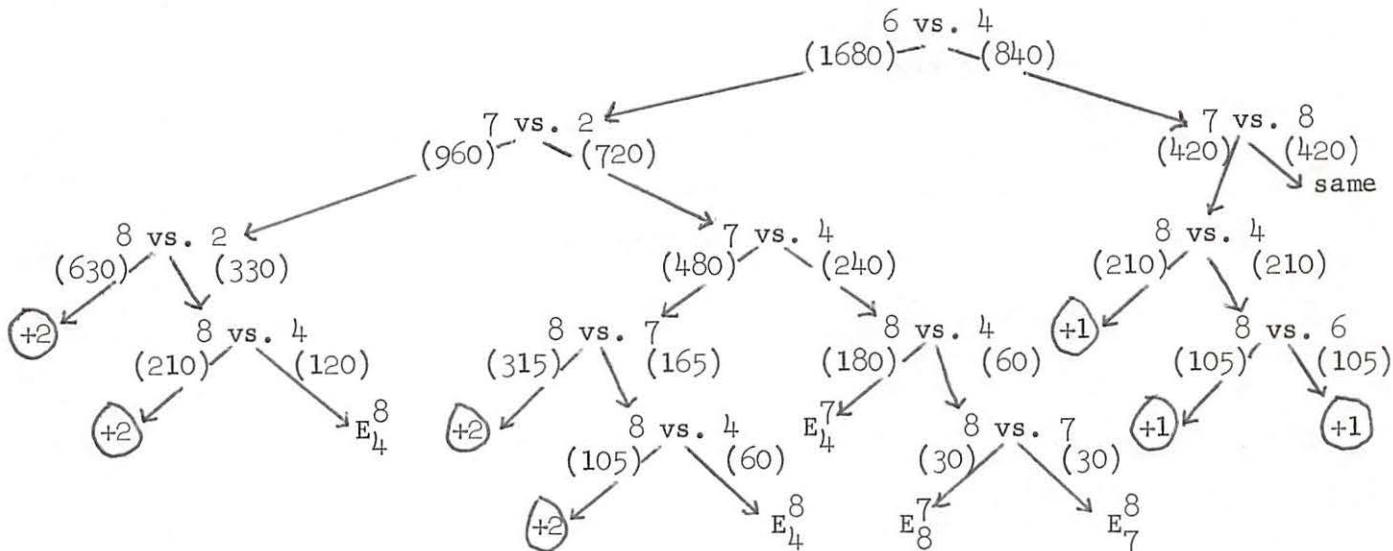 6 vs. 4
(1680) (840)
7 vs. 2 7 vs. 8
(960) (720) (420) (420)
same
8 vs. 2 7 vs. 4 8 vs. 4
(630) (330) (480) (240) (210) (210)
+2 8 vs. 4 8 vs. 7 8 vs. 4 +1 8 vs. 6
(210) (120) (315) (165) (180) (60) (105) (105)
+2 E⁸₄ +2 8 vs. 4 E⁷₄ 8 vs. 7 +1 +1
(105) (60) (30) (30)
+2 E⁸₄ E⁷₈ E⁸₇